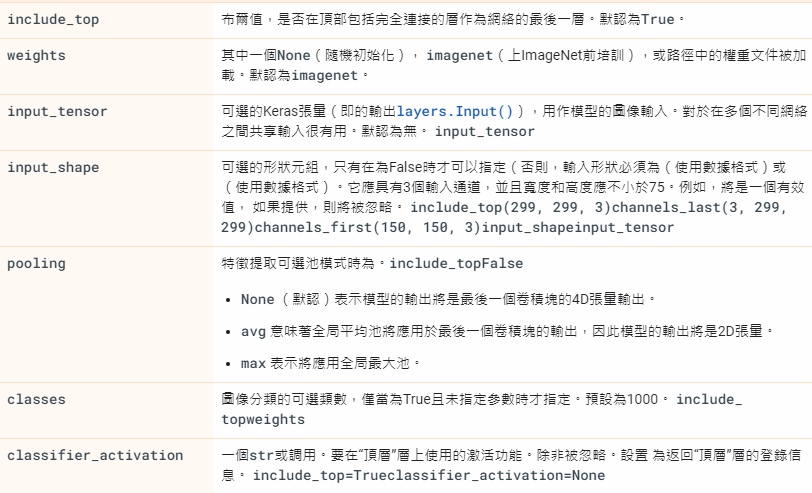 include_top
布爾值，是否在頂部包括完全連接的層作為網絡的最後一層。默認為True。
weights
其中一個None（隨機初始化），imagenet（上ImageNet前培訓），或路徑中的權重文件被加
載。默認為imagenet。
input_tensor
可選的Keras張量（即的輸出layers.Input()），用作模型的圖像輸入。對於在多個不同網絡
之間共享輸入很有用。默認為無。 input_tensor
input_shape
可選的形狀元組，只有在為False時才可以指定（否則，輸入形狀必須為（使用數據格式）或
（使用數據格式）。它應具有3個輸入通道，並且寬度和高度應不小於75。例如，將是一個有效
值， 如果提供，則將被忽略。 include_top(299, 299, 3)channels_last(3, 299,
299)channels_first(150, 150, 3)input_shapeinput_tensor
pooling
特徵提取可選池模式時為。include_topFalse
• None （默認）表示模型的輸出將是最後一個卷積塊的4D張量輸出。
• avg 意味著全局平均池將應用於最後一個卷積塊的輸出，因此模型的輸出將是2D張量。
• max 表示將應用全局最大池。
classes
圖像分類的可選類數，僅當為True且未指定參數時才指定。預設為1000。 include_
topweights
classifier_activation
一個str或調用。要在“頂層”層上使用的激活功能。除非被忽略。設置 為返回“頂層”層的登錄信
息。 include_top=Trueclassifier_activation=None